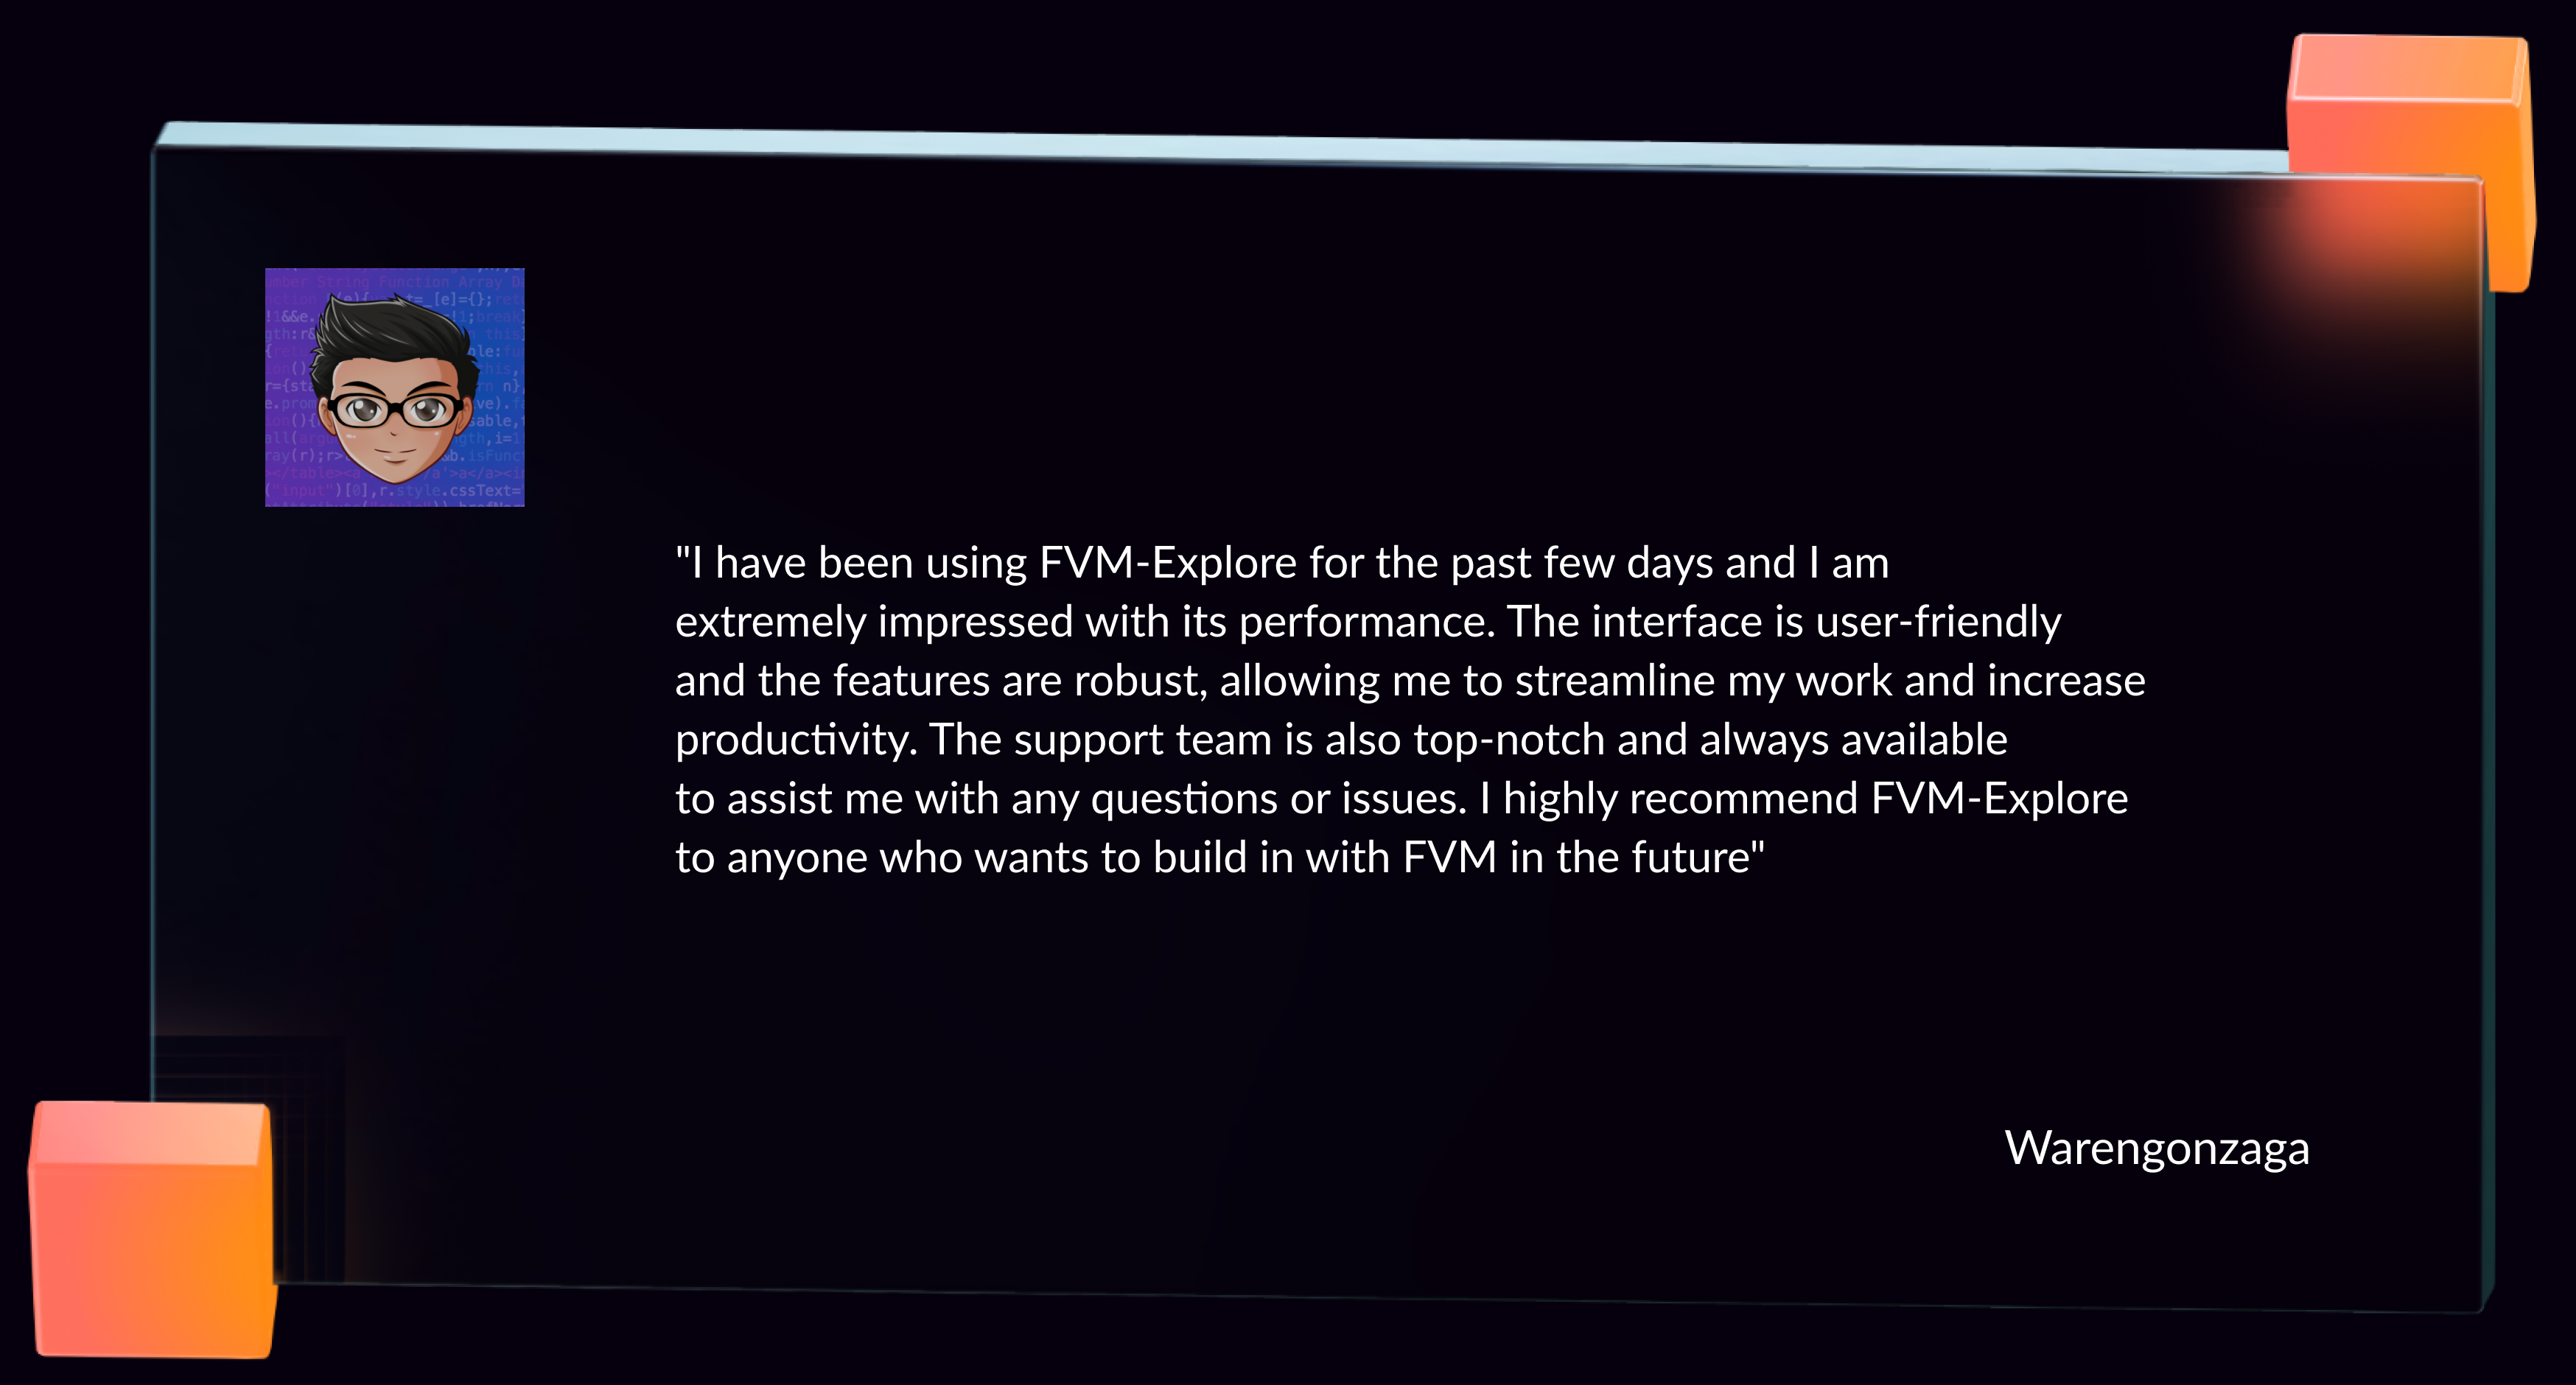 "I have been using FVM-Explore for the past few days and I am
extremely impressed with its performance. The interface is user-friendly
and the features are robust, allowing me to streamline my work and increase
productivity. The support team is also top-notch and always available
to assist me with any questions or issues. I highly recommend FVM-Explore
to anyone who wants to build in with FVM in the future"
Warengonzaga